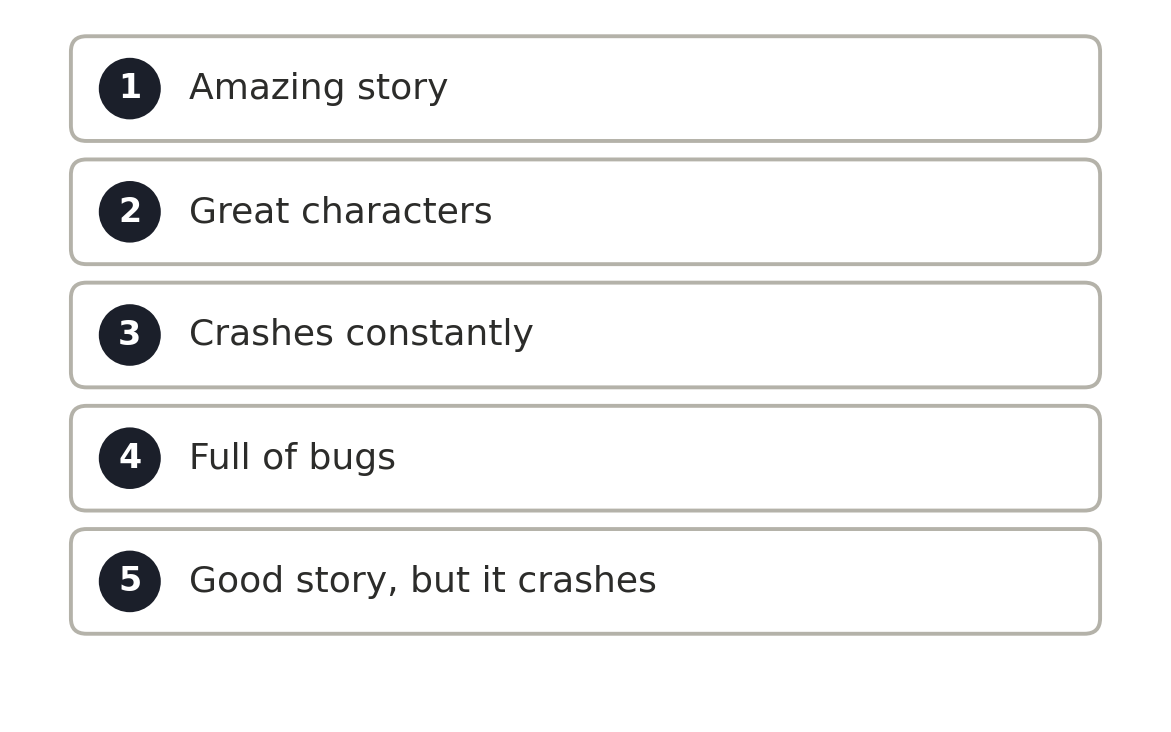 1 Amazing story
2 Great characters
3 Crashes constantly
4 Full of bugs
5 Good story, but it crashes